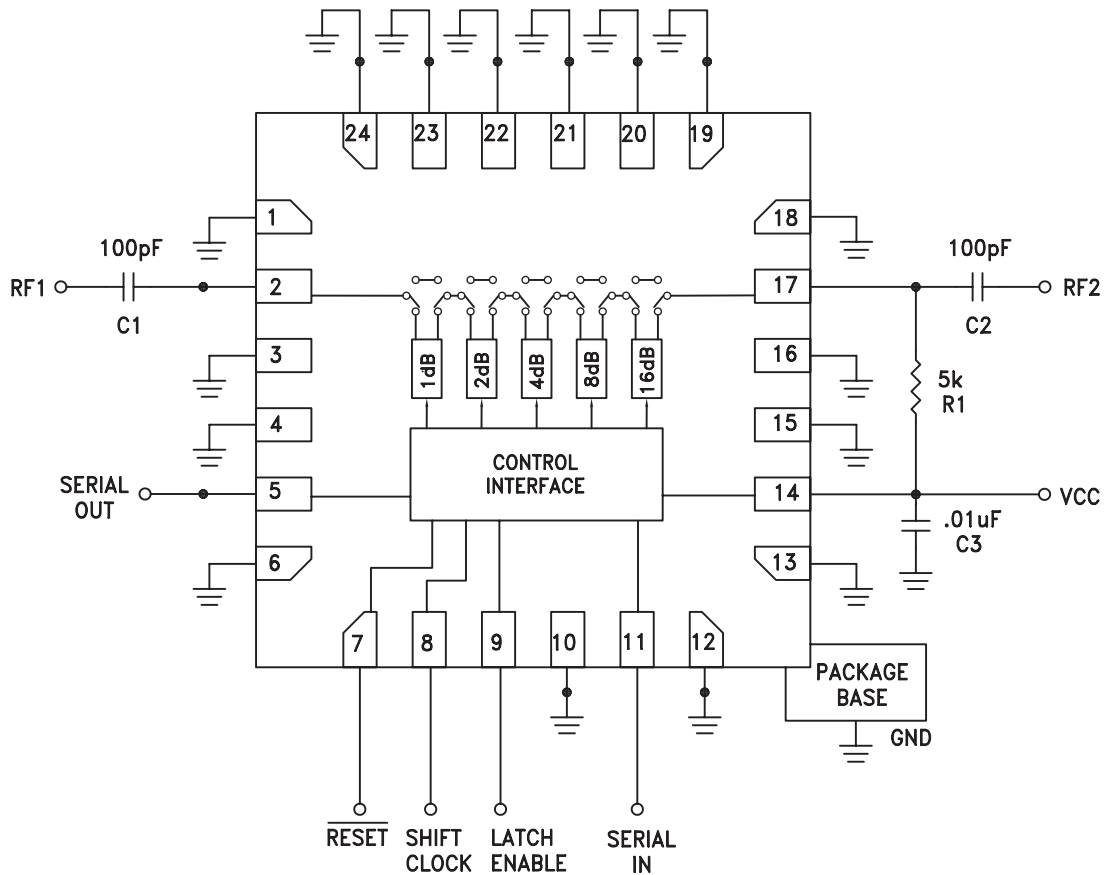 24 23 22 21 20 19
1 18
100pF 100pF
RF1 2 17 RF2
C1 C2
3 16
1dB 2dB 4dB 8dB 16dB
5k
R1
4 15
CONTROL
INTERFACE
SERIAL
OUT
5 14 VCC
.01uF
C3
6 13
7 8 9 10 11 12
PACKAGE
BASE
GND
RESET
SHIFT
CLOCK
LATCH
ENABLE
SERIAL
IN